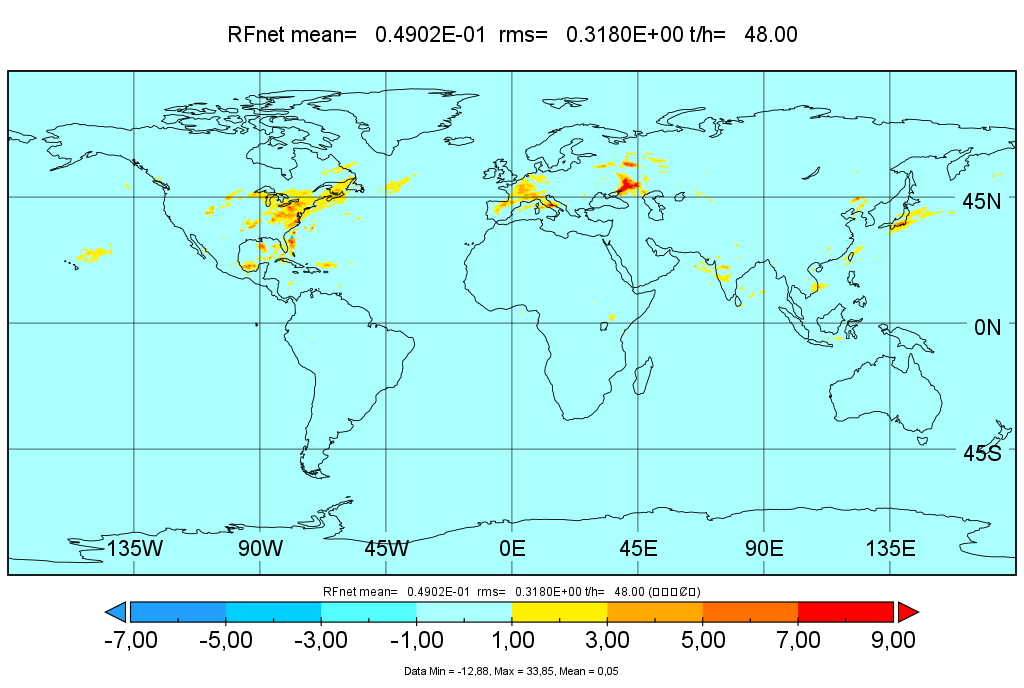 RFnet mean= 0.4902E-01 rms= 0.3180E+00 t/h= 48.00
45N
0N
45S
135W 90W 45W 0E 45E 90E 135E
RFnet mean= 0.4902E-01 rms= 0.3180E+00 t/h= 48.00
-7,00 -5,00 -3,00 -1,00 1,00 3,00 5,00 7,00 9,00
Data Min = -12,88, Max = 33,85, Mean = 0,05